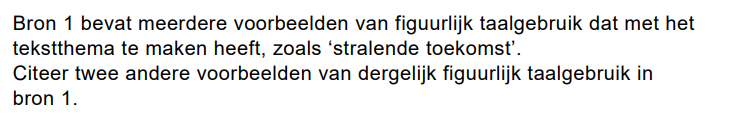 Bron 1 bevat meerdere voorbeelden van figuurlijk taalgebruik dat met het
tekstthema te maken heeft, zoals ‘stralende toekomst’.
Citeer twee andere voorbeelden van dergelijk figuurlijk taalgebruik in
bron 1.